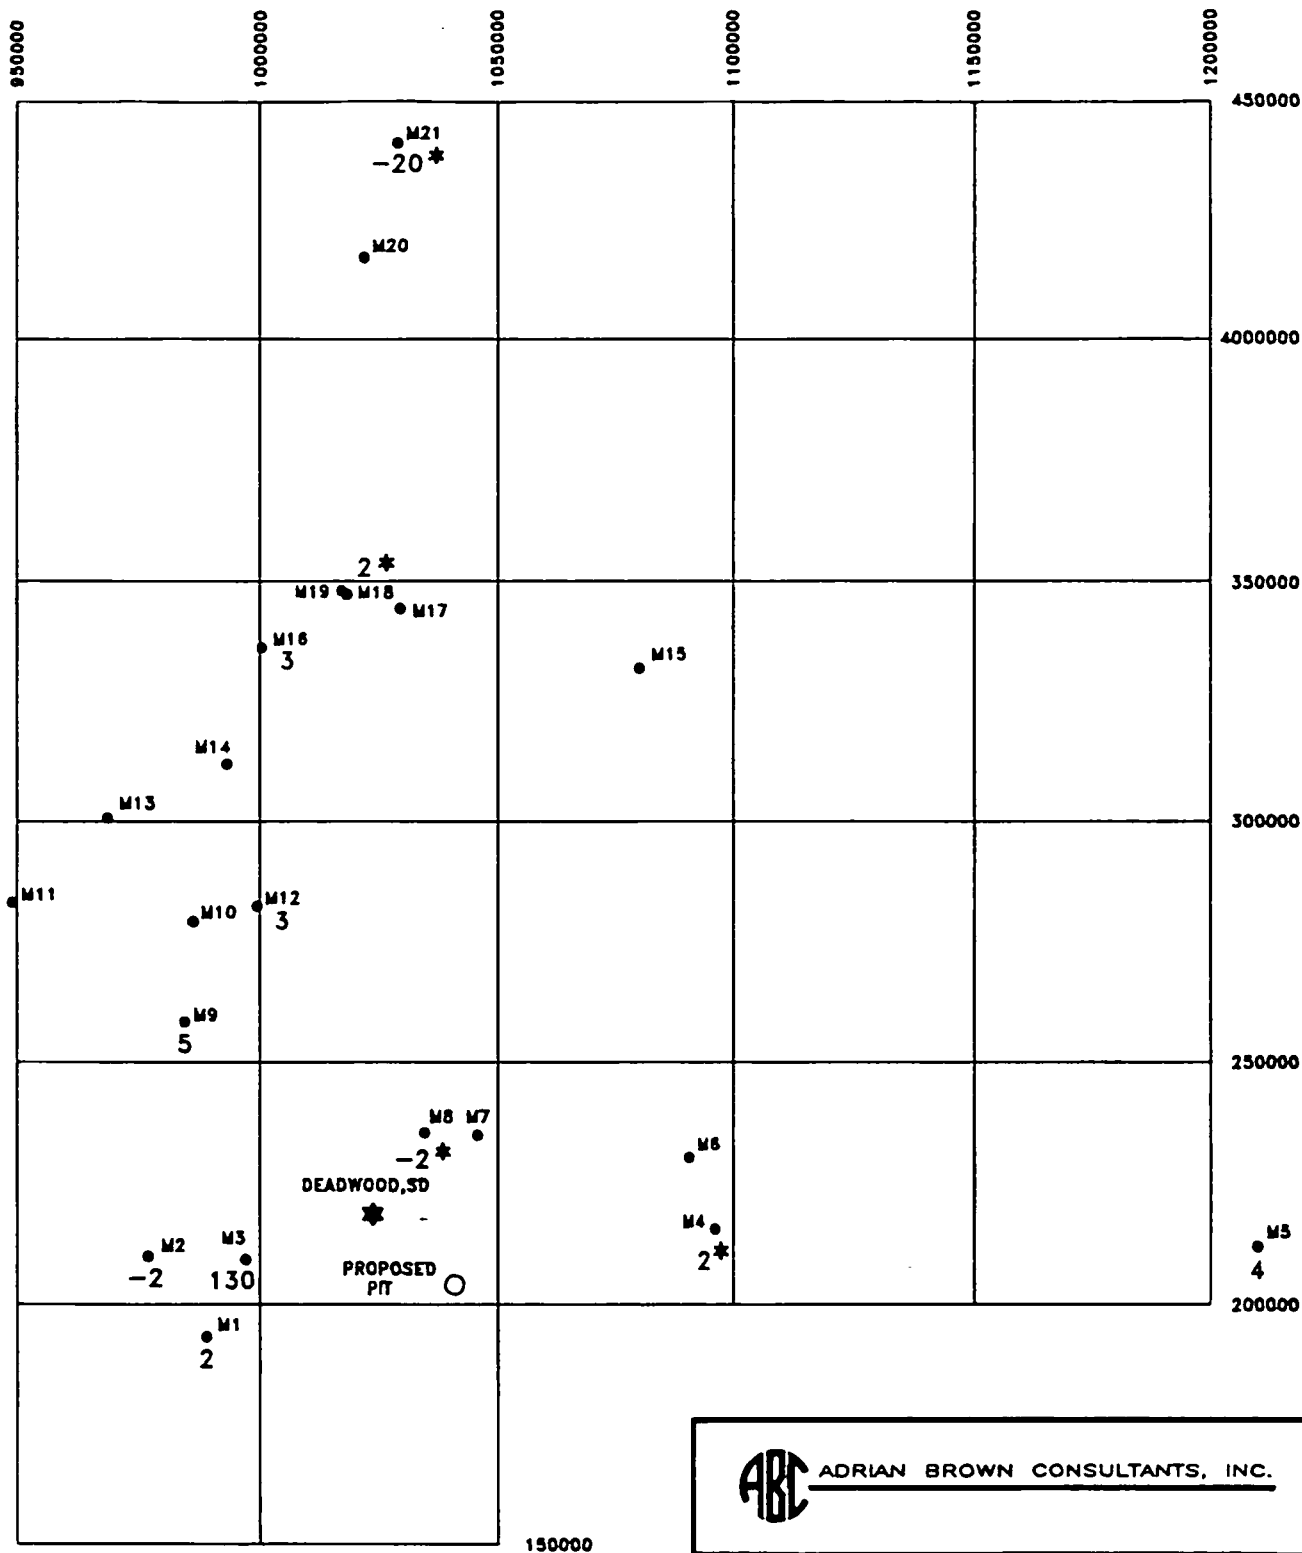 950000
1000000
1050000
1100000
1150000
1200000
450000
M21
-20 *
M20
4000000
2 *
350000
M19
M18
M17
M16
3
M15
M14
M13
300000
M11
M10
M12
3
M9
5
250000
M8
M7
-2 *
M6
DEADWOOD,SD
M4
2 *
M5
4
M2
-2
M3
130
PROPOSED
PIT
200000
M1
2
ABC
ADRIAN BROWN CONSULTANTS, INC.
150000